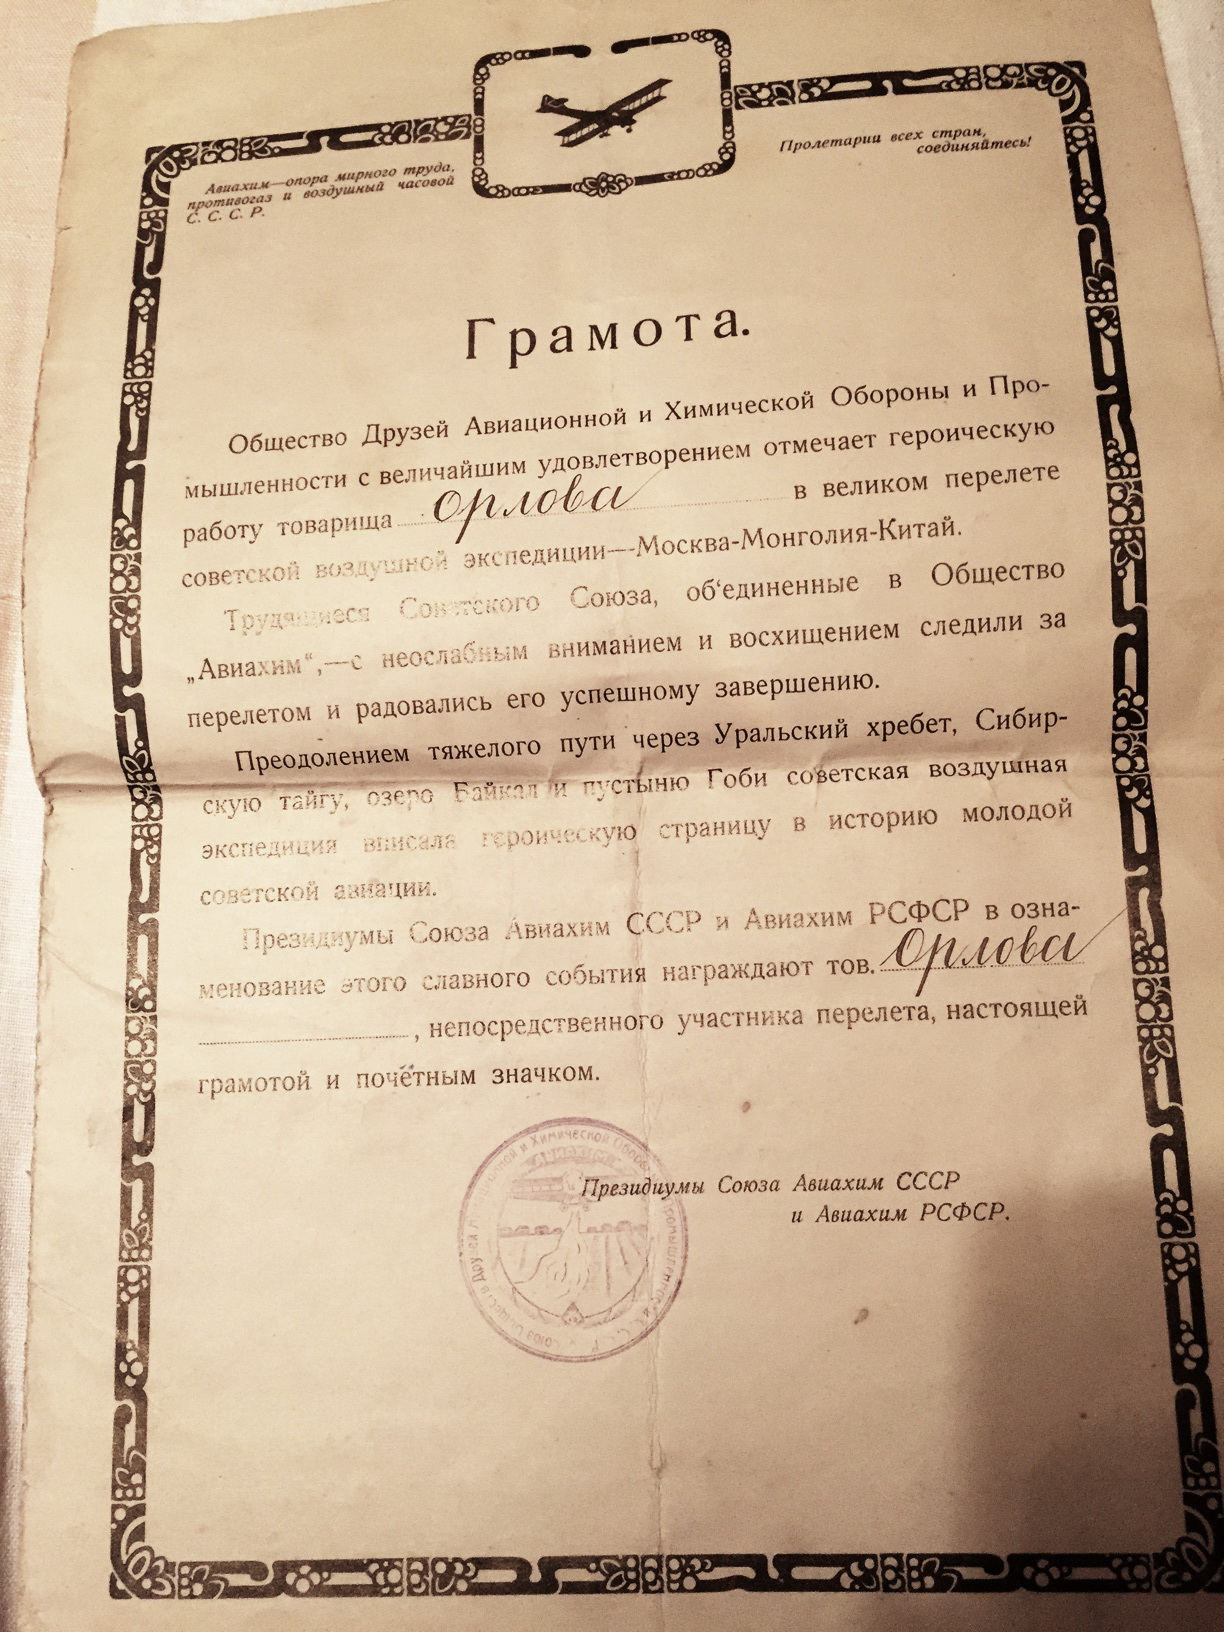 Авиахим—опора мирного труда,
противогаз и воздушный часовой
С. С. С. Р.
Пролетарии всех стран,
соединяйтесь!
Грамота.
Общество Друзей Авиационной и Химической Обороны и Про-
мышленности с величайшим удовлетворением отмечает героическую
работу товарища Орлова в великом перелете
советской воздушной экспедиции—Москва-Монголия-Китай.
Трудящиеся Советского Союза, об‘единенные в Общество
„Авиахим“,—с неослабным вниманием и восхищением следили за
перелетом и радовались его успешному завершению.
Преодолением тяжелого пути через Уральский хребет, Сибир-
скую тайгу, озеро Байкал и пустыню Гоби советская воздушная
экспедиция вписала героическую страницу в историю молодой
советской авиации.
Президиумы Союза Авиахим СССР и Авиахим РСФСР в озна-
менование этого славного события награждают тов. Орлова
, непосредственного участника перелета, настоящей
грамотой и почётным значком.
Президиумы Союза Авиахим СССР
и Авиахим РСФСР.
и Химической Обороны